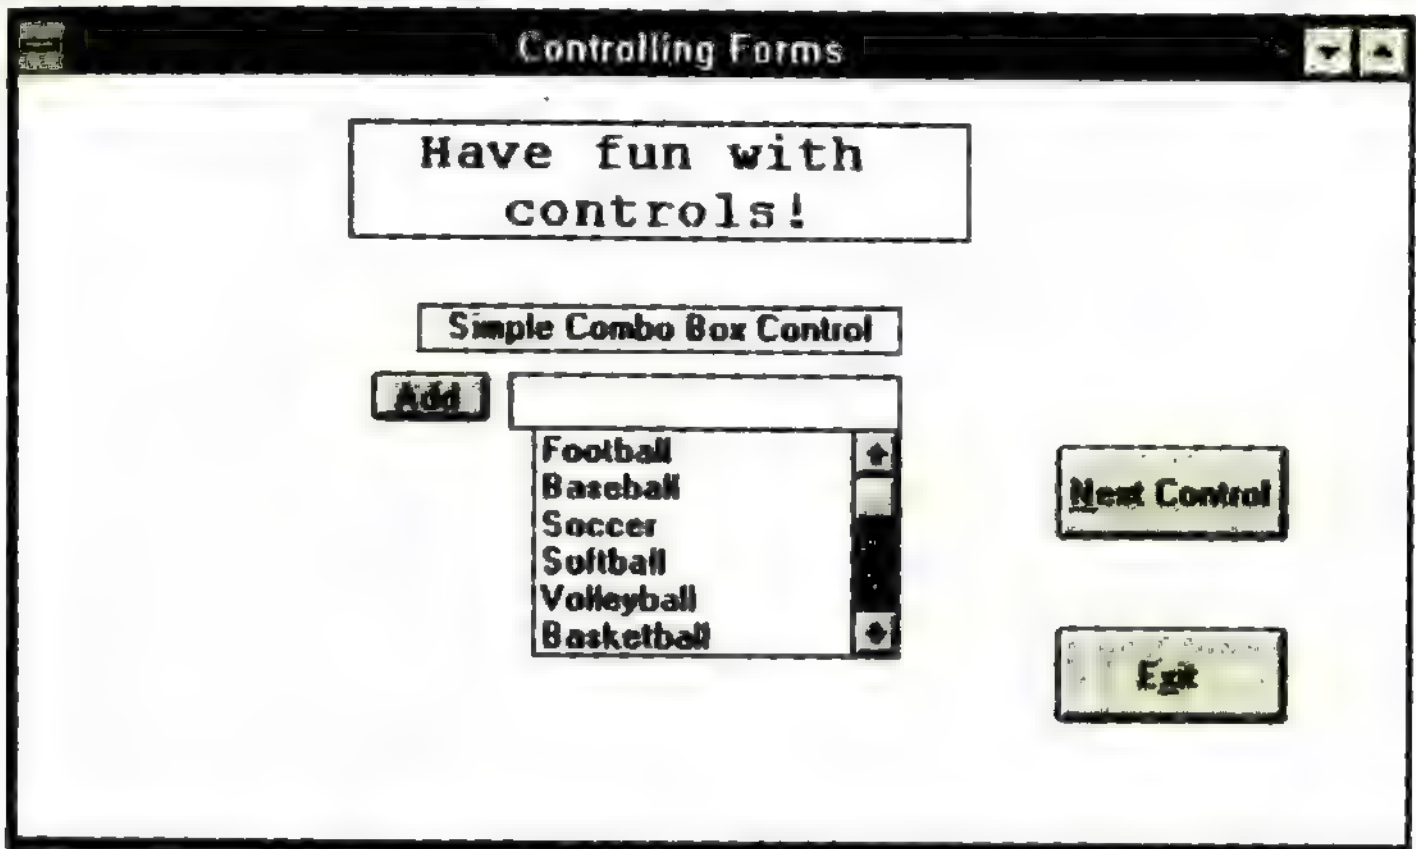 Controlling Forms
Have fun with
controls!
Simple Combo Box Control
Add
Football
Baseball
Soccer
Softball
Volleyball
Basketball
Next Control
Exit